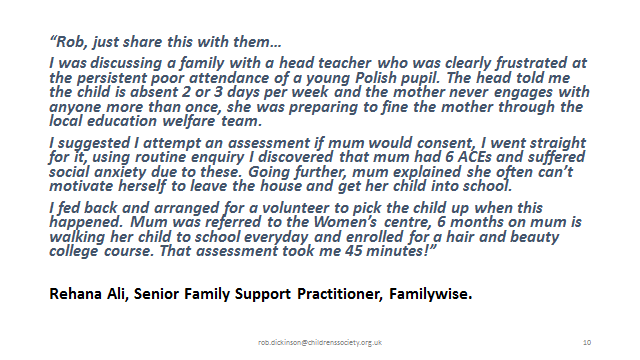 “Rob, just share this with them…
I was discussing a family with a head teacher who was clearly frustrated at
the persistent poor attendance of a young Polish pupil. The head told me
the child is absent 2 or 3 days per week and the mother never engages with
anyone more than once, she was preparing to fine the mother through the
local education welfare team.
I suggested I attempt an assessment if mum would consent, I went straight
for it, using routine enquiry I discovered that mum had 6 ACEs and suffered
social anxiety due to these. Going further, mum explained she often can’t
motivate herself to leave the house and get her child into school.
I fed back and arranged for a volunteer to pick the child up when this
happened. Mum was referred to the Women’s centre, 6 months on mum is
walking her child to school everyday and enrolled for a hair and beauty
college course. That assessment took me 45 minutes!”
Rehana Ali, Senior Family Support Practitioner, Familywise.
rob.dickinson@childrenssociety.org.uk
10